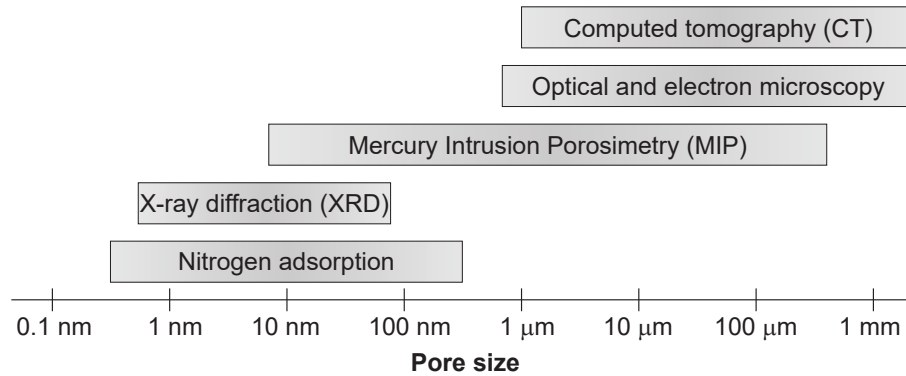 Computed tomography (CT)
Optical and electron microscopy
Mercury Intrusion Porosimetry (MIP)
X-ray diffraction (XRD)
Nitrogen adsorption
0.1 nm 1 nm 10 nm 100 nm 1 μm 10 μm 100 μm 1 mm
Pore size